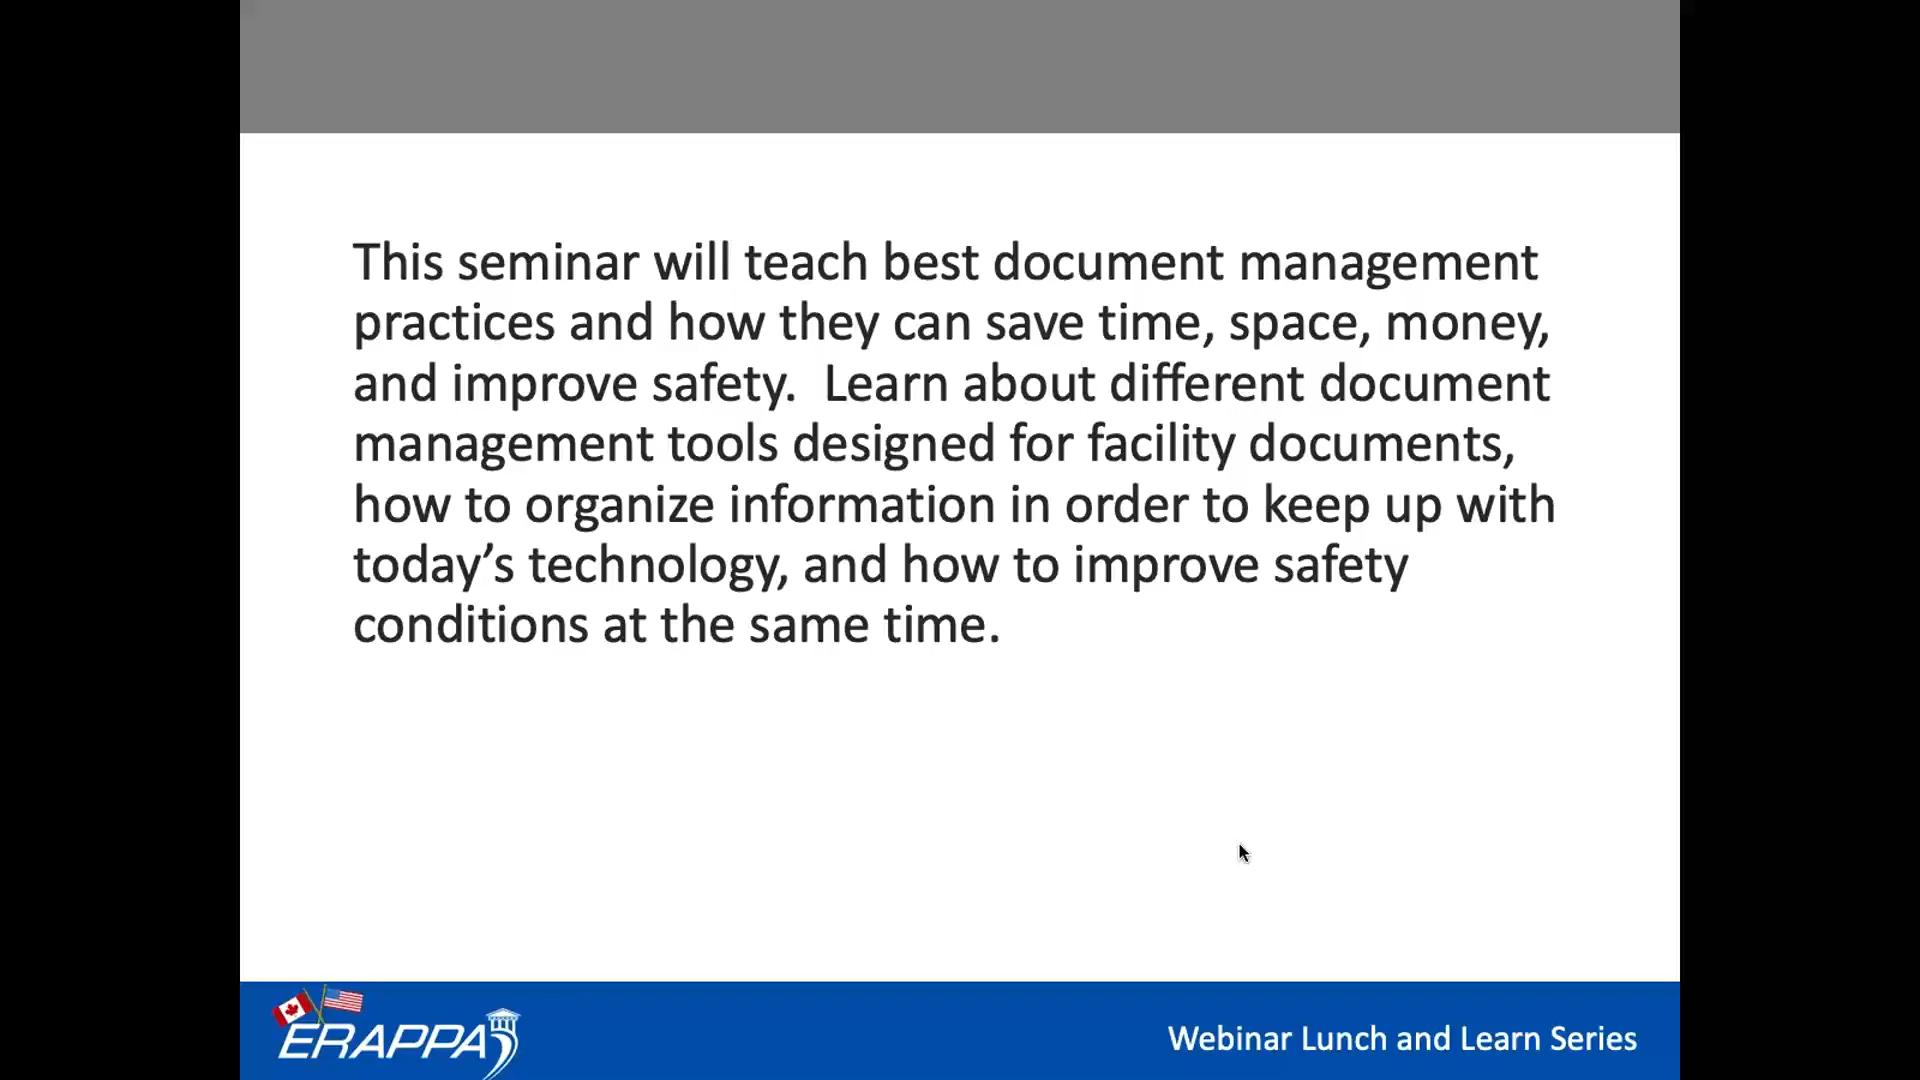 This seminar will teach best document management
practices and how they can save time, space, money,
and improve safety.  Learn about different document
management tools designed for facility documents,
how to organize information in order to keep up with
today’s technology, and how to improve safety
conditions at the same time.
ERAPPA
Webinar Lunch and Learn Series